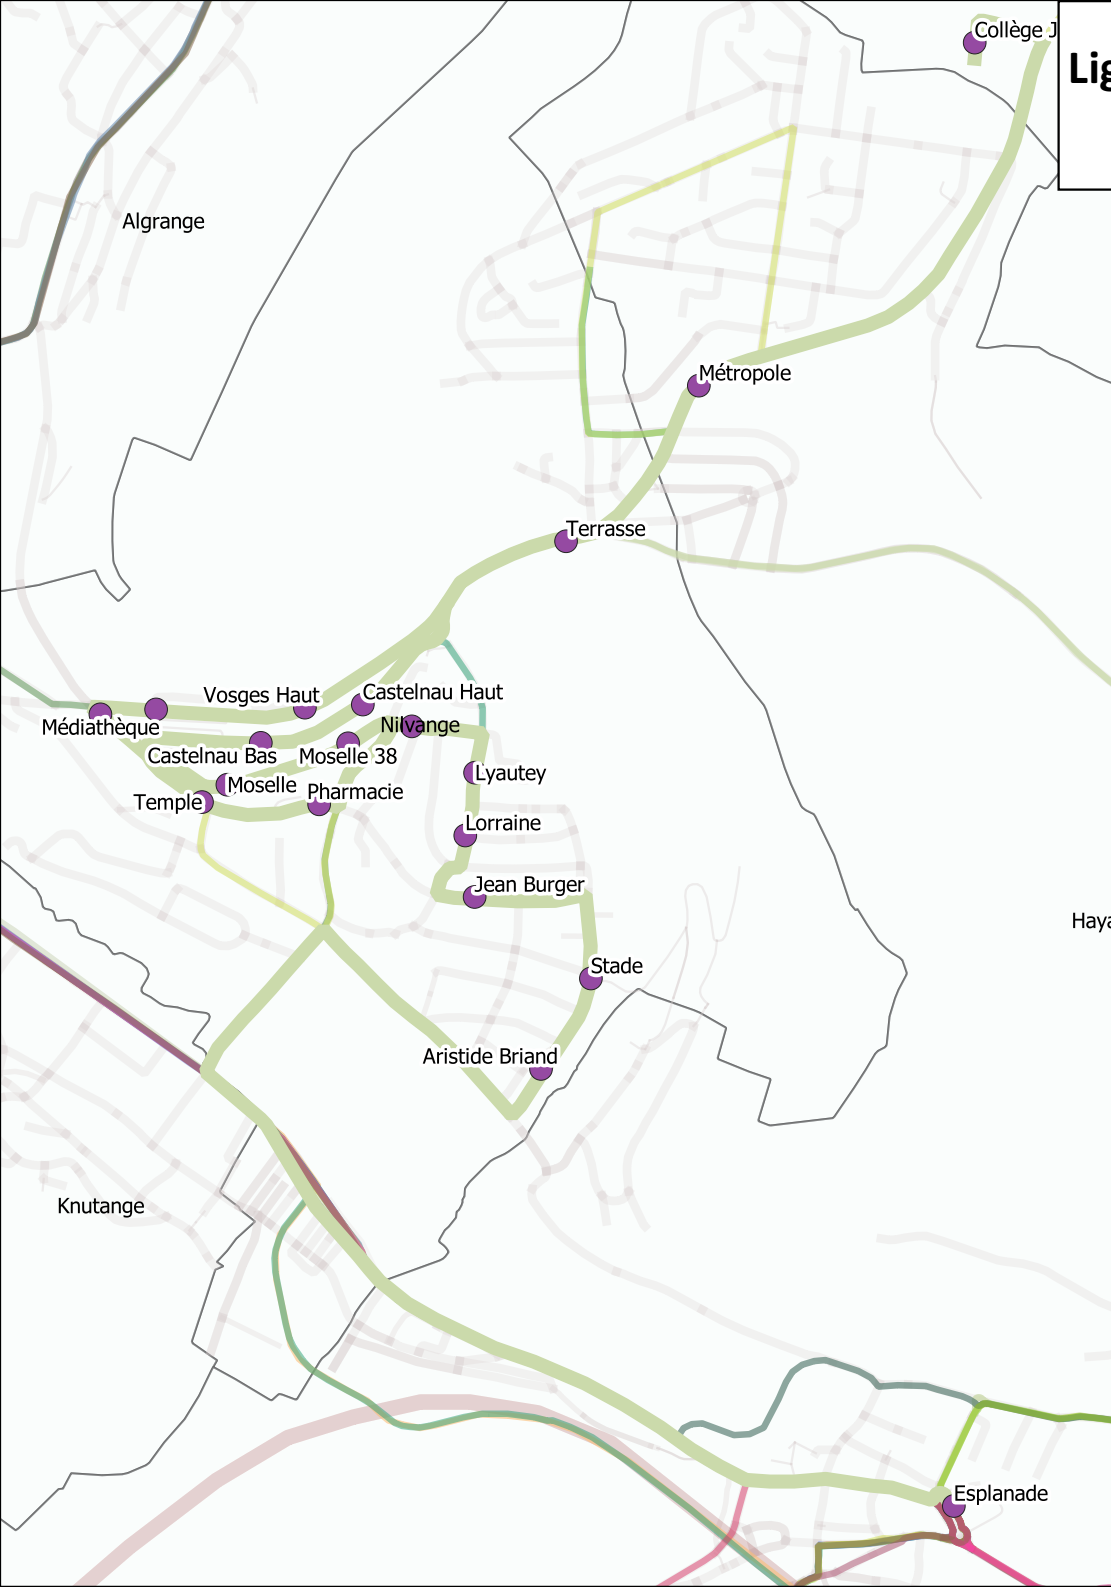 Collège J
Lig
Algrange
Métropole
Terrasse
Vosges Haut
Castelnau Haut
Médiathèque
Nilvange
Castelnau Bas
Moselle 38
Lyautey
Moselle
Pharmacie
Temple
Lorraine
Jean Burger
Haya
Stade
Aristide Briand
Knutange
Esplanade